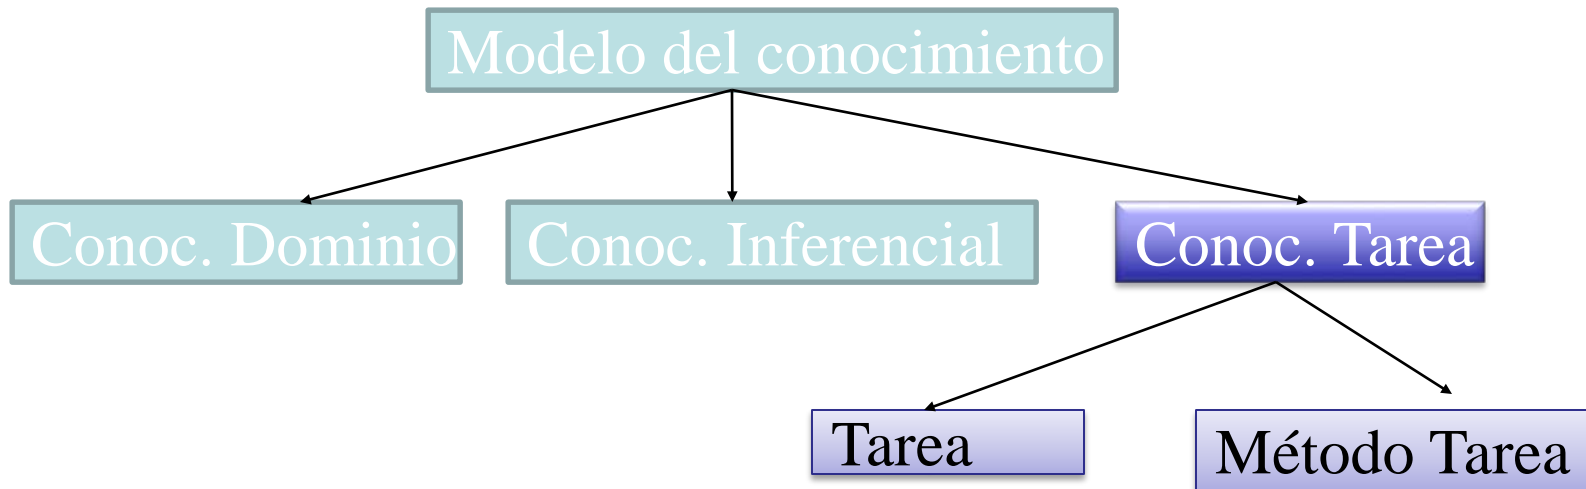 Modelo del conocimiento
Conoc. Dominio
Conoc. Inferencial
Conoc. Tarea
Tarea
Método Tarea